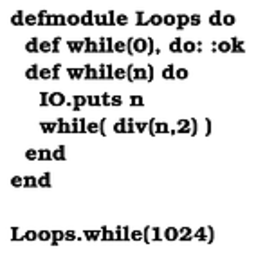 defmodule Loops do
def while(0), do: :ok
def while(n) do
IO.puts n
while( div(n,2) )
end
end
Loops.while(1024)